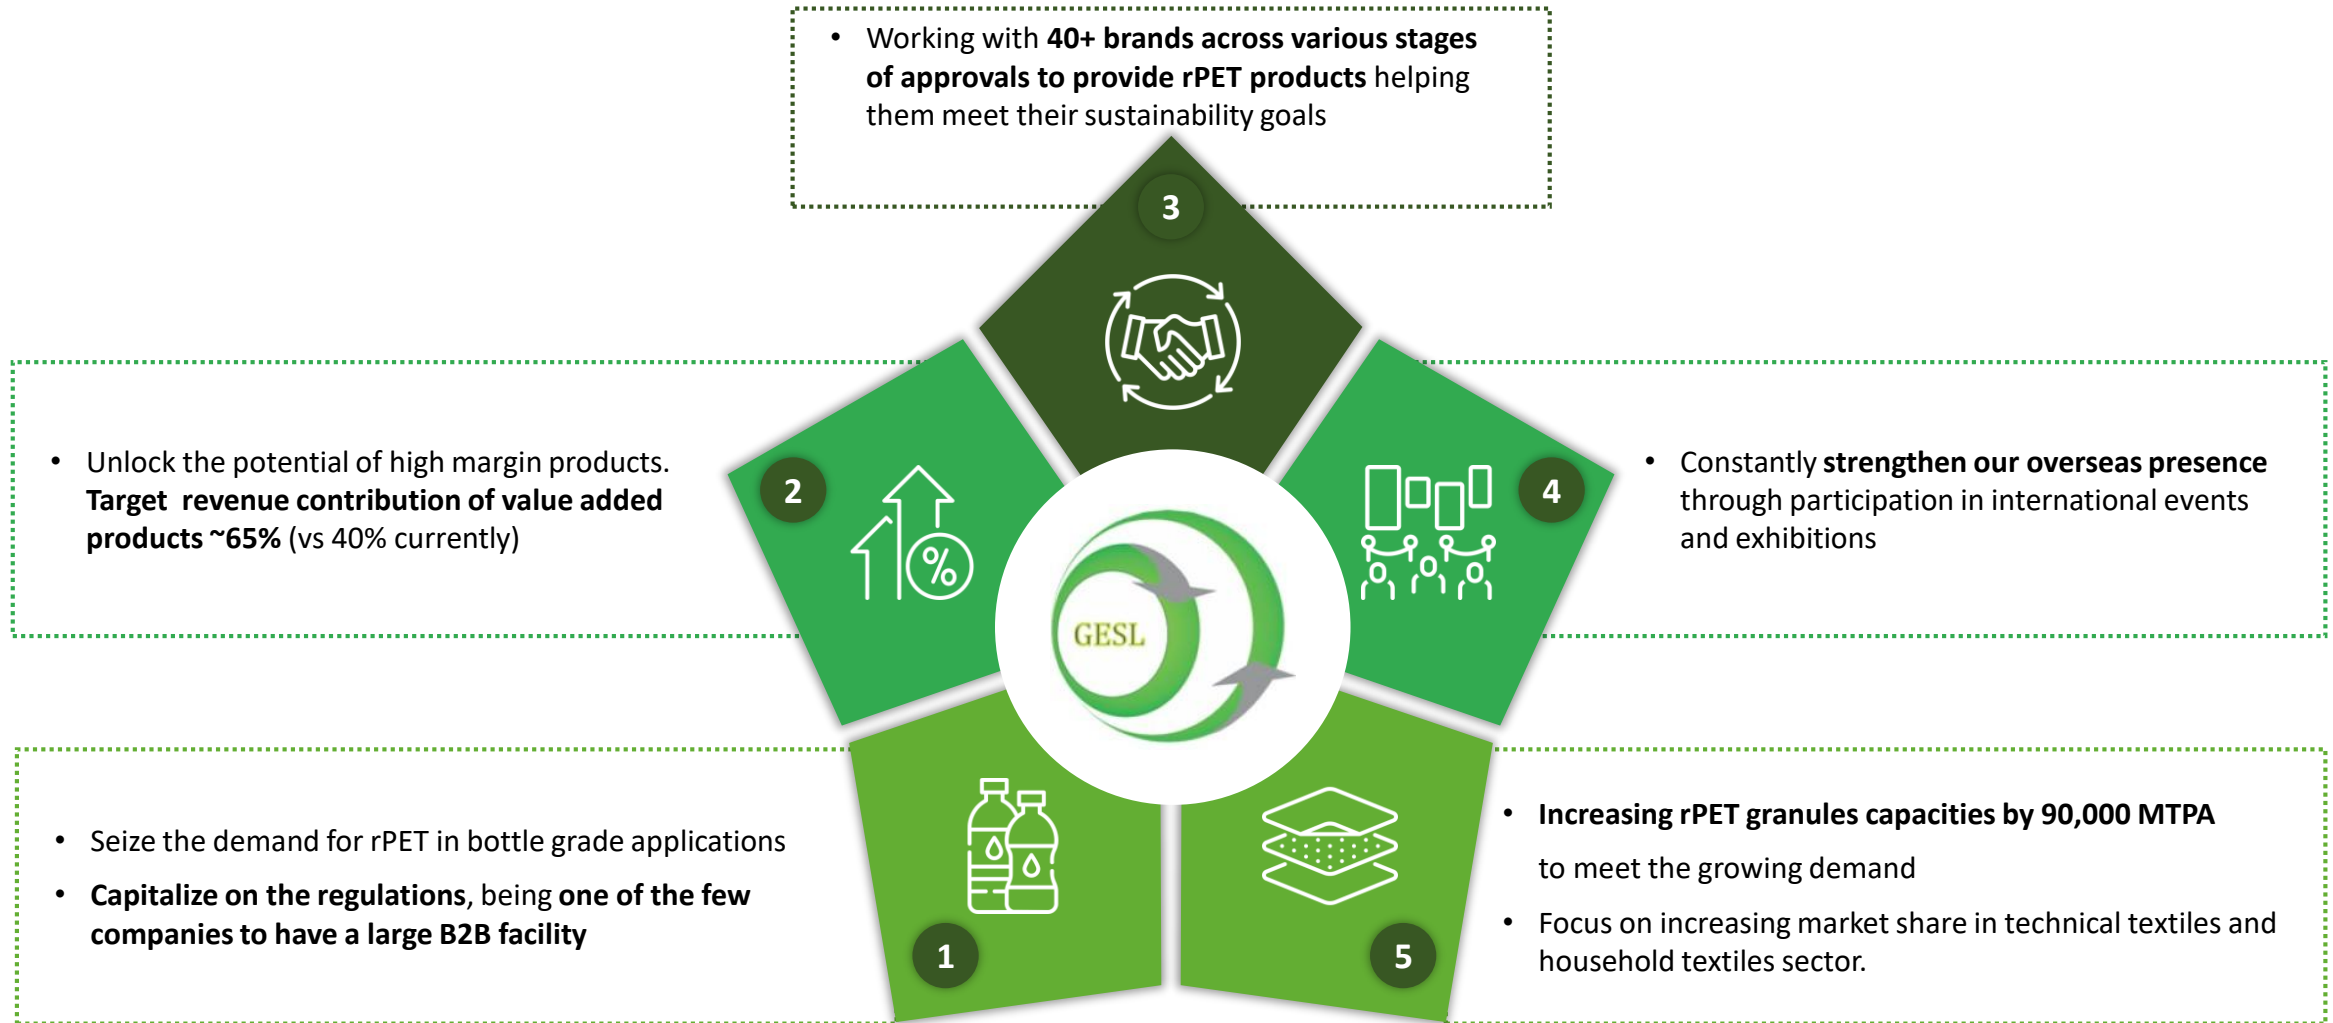 • Working with 40+ brands across various stages
of approvals to provide rPET products helping
them meet their sustainability goals
3
• Unlock the potential of high margin products.
Target  revenue contribution of value added
products ~65% (vs 40% currently)
2
%
GESL
4
• Constantly strengthen our overseas presence
through participation in international events
and exhibitions
• Seize the demand for rPET in bottle grade applications
• Capitalize on the regulations, being one of the few
companies to have a large B2B facility
1
5
• Increasing rPET granules capacities by 90,000 MTPA
to meet the growing demand
• Focus on increasing market share in technical textiles and
household textiles sector.